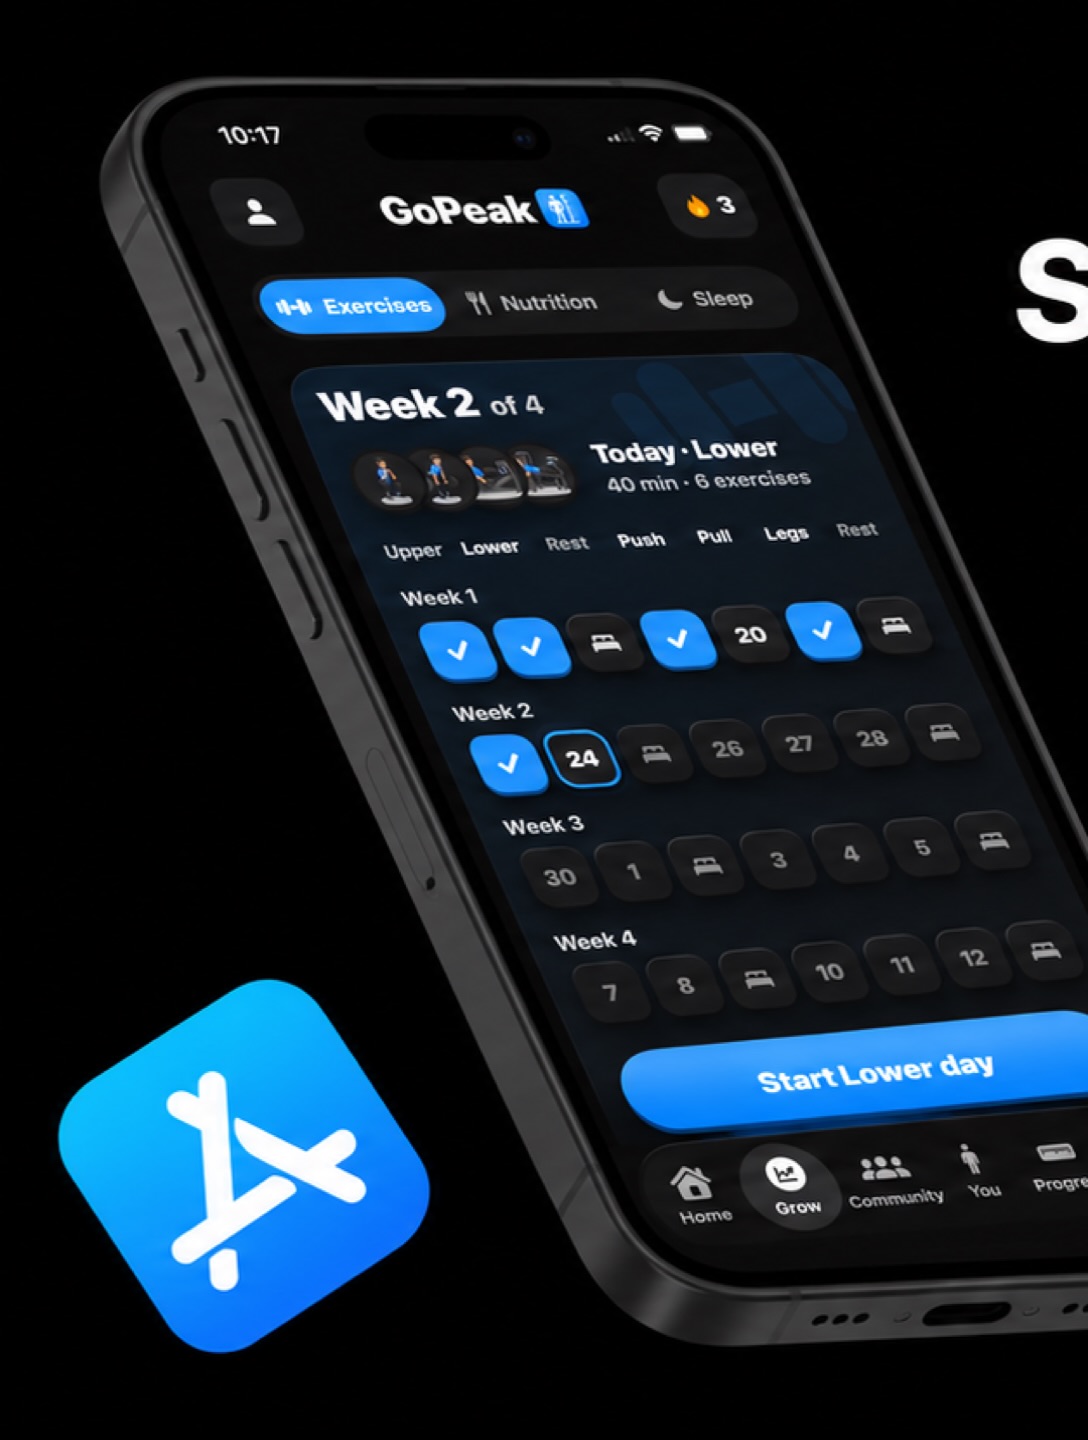 10:17
GoPeak
3
Exercises Nutrition Sleep
Week 2 of 4
Today · Lower
40 min · 6 exercises
Upper Lower Rest Push Pull Legs Rest
Week 1
20
Week 2
24 26 27 28
Week 3
30 1 3 4 5
Week 4
7 8 10 11 12
Start Lower day
Home Grow Community You Progre
S